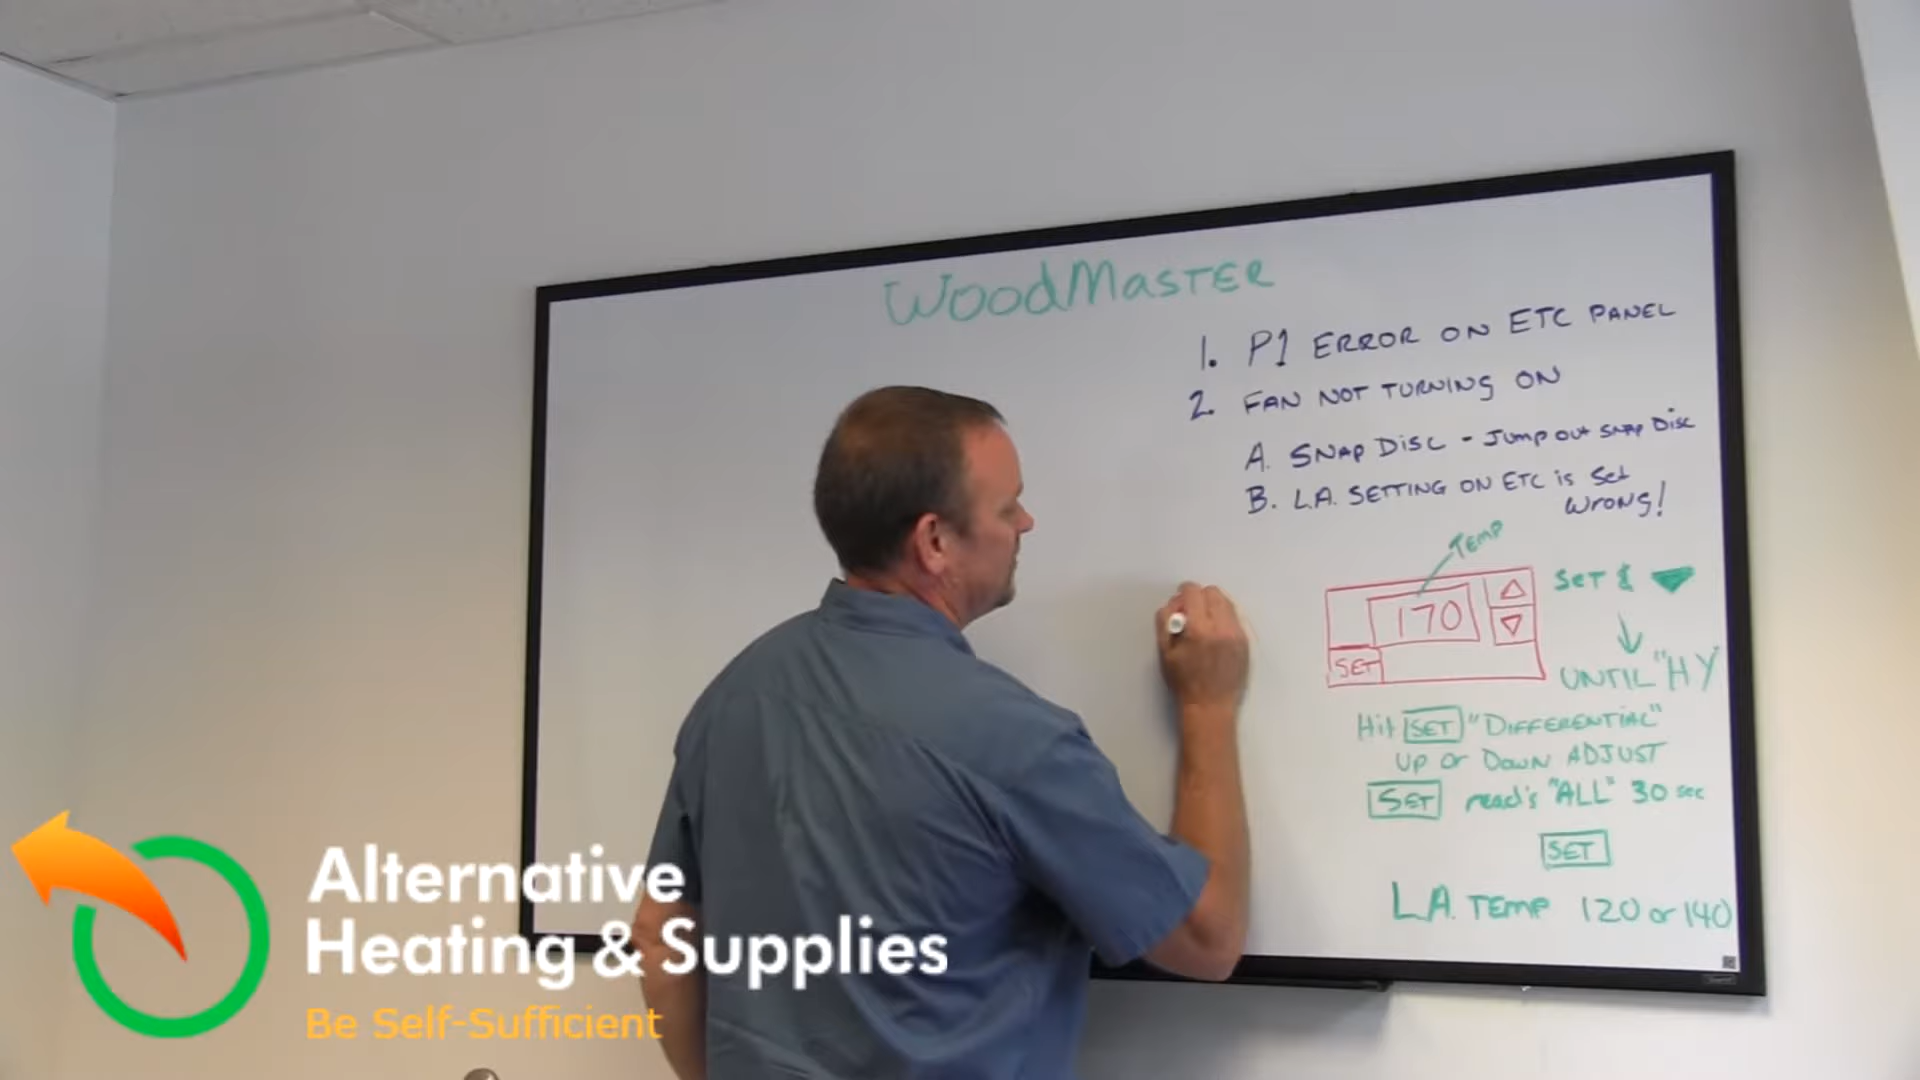 WOODMASTER
1. P1 ERROR ON ETC PANEL
2. FAN NOT TURNING ON
A. SNAP DISC - JUMP OUT SNAP DISC
B. L.A. SETTING ON ETC is Set
WRONG!
TEMP
170
SET
SET &
UNTIL "HY
Hit SET "DIFFERENTIAL"
UP OR DOWN ADJUST
SET read's "ALL" 30 sec
SET
L.A. TEMP 120 or 140
Alternative
Heating & Supplies
Be Self-Sufficient